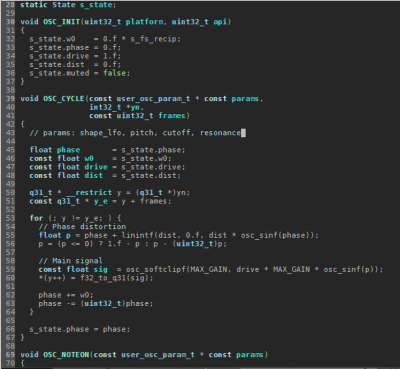 28 static State s_state;
29
30 void OSC_INIT(uint32_t platform, uint32_t api)
31 {
32 s_state.w0 = 0.f * s_fs_recip;
33 s_state.phase = 0.f;
34 s_state.drive = 1.f;
35 s_state.dist = 0.f;
36 s_state.muted = false;
37 }
38
39 void OSC_CYCLE(const user_osc_param_t * const params,
40 int32_t *yn,
41 const uint32_t frames)
42 {
43 // params: shape_lfo, pitch, cutoff, resonance
44
45 float phase = s_state.phase;
46 const float w0 = s_state.w0;
47 const float drive = s_state.drive;
48 const float dist = s_state.dist;
49
50 q31_t * __restrict y = (q31_t *)yn;
51 const q31_t * y_e = y + frames;
52
53 for (; y != y_e; ) {
54 // Phase distortion
55 float p = phase + linintf(dist, 0.f, dist * osc_sinf(phase));
56 p = (p <= 0) ? 1.f - p : p - (uint32_t)p;
57
58 // Main signal
59 const float sig = osc_softclipf(MAX_GAIN, drive * MAX_GAIN * osc_sinf(p));
60 *(y++) = f32_to_q31(sig);
61
62 phase += w0;
63 phase -= (uint32_t)phase;
64 }
65
66 s_state.phase = phase;
67 }
68
69 void OSC_NOTEON(const user_osc_param_t * const params)
70 {